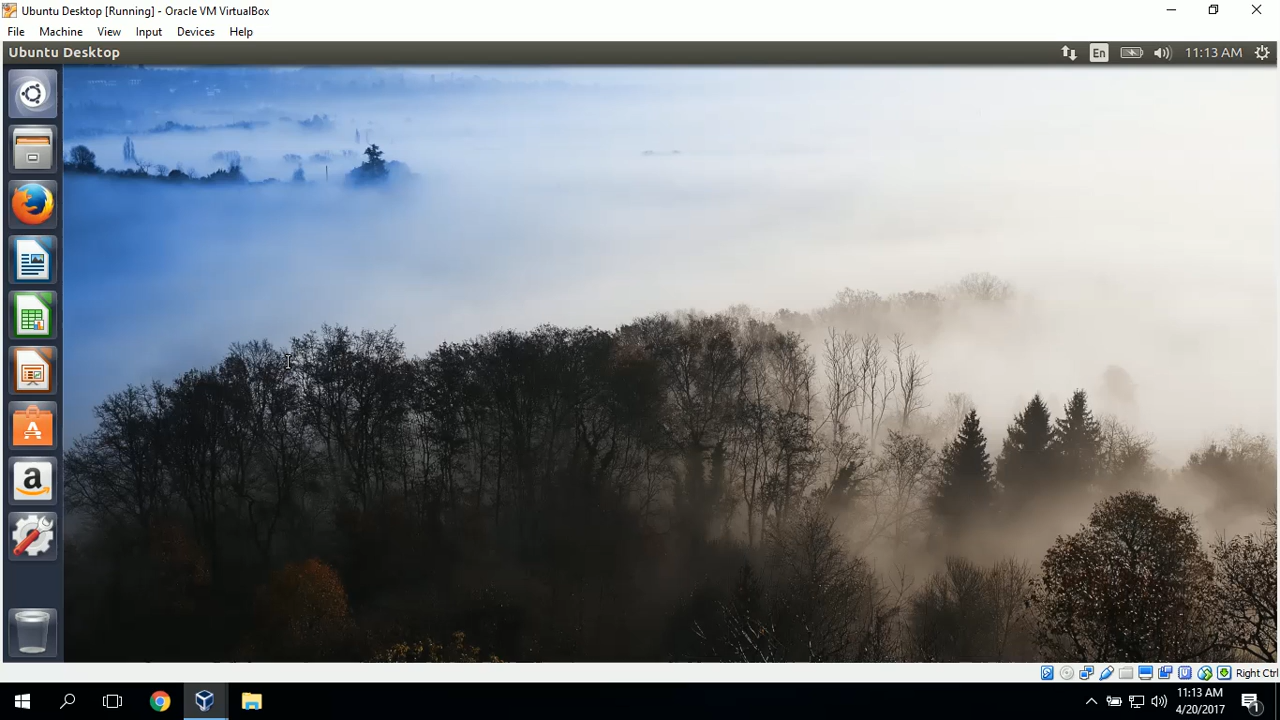 Ubuntu Desktop [Running] - Oracle VM VirtualBox
File Machine View Input Devices Help
Ubuntu Desktop En 11:13 AM
a
Right Ctrl
11:13 AM
4/20/2017
1